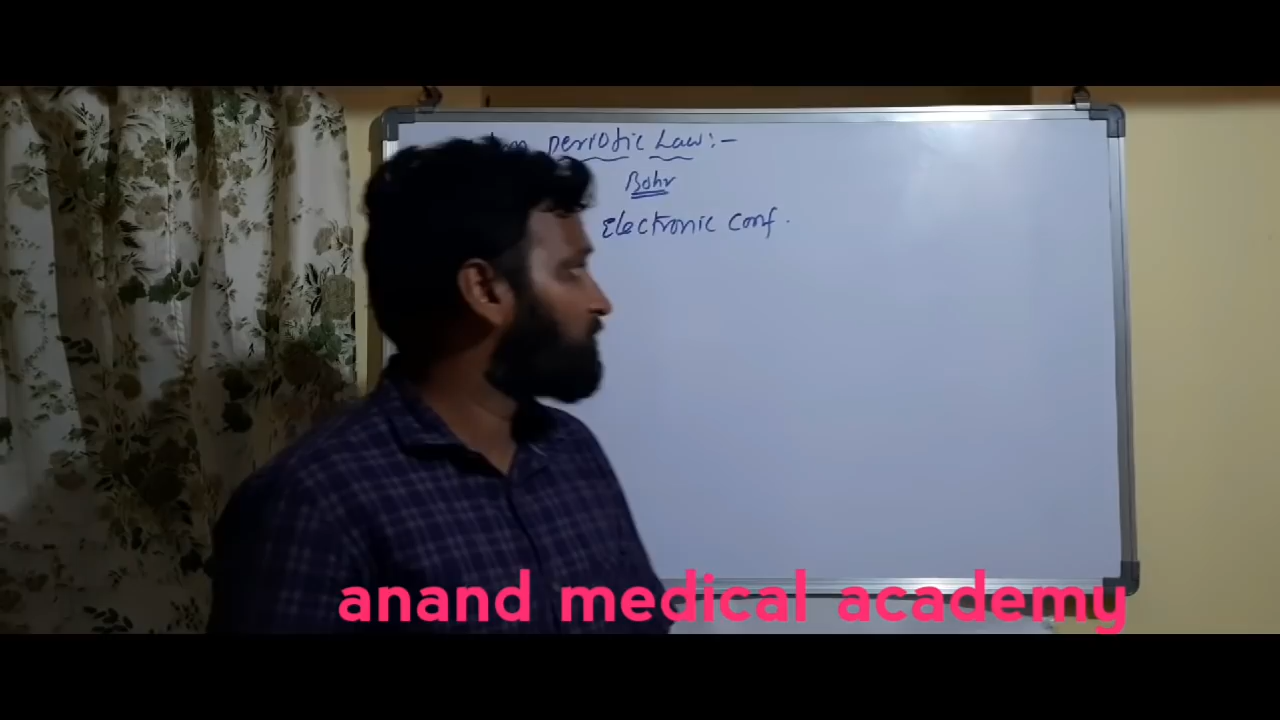 periodic Law:-
Bohr
Electronic conf.
anand medical academy